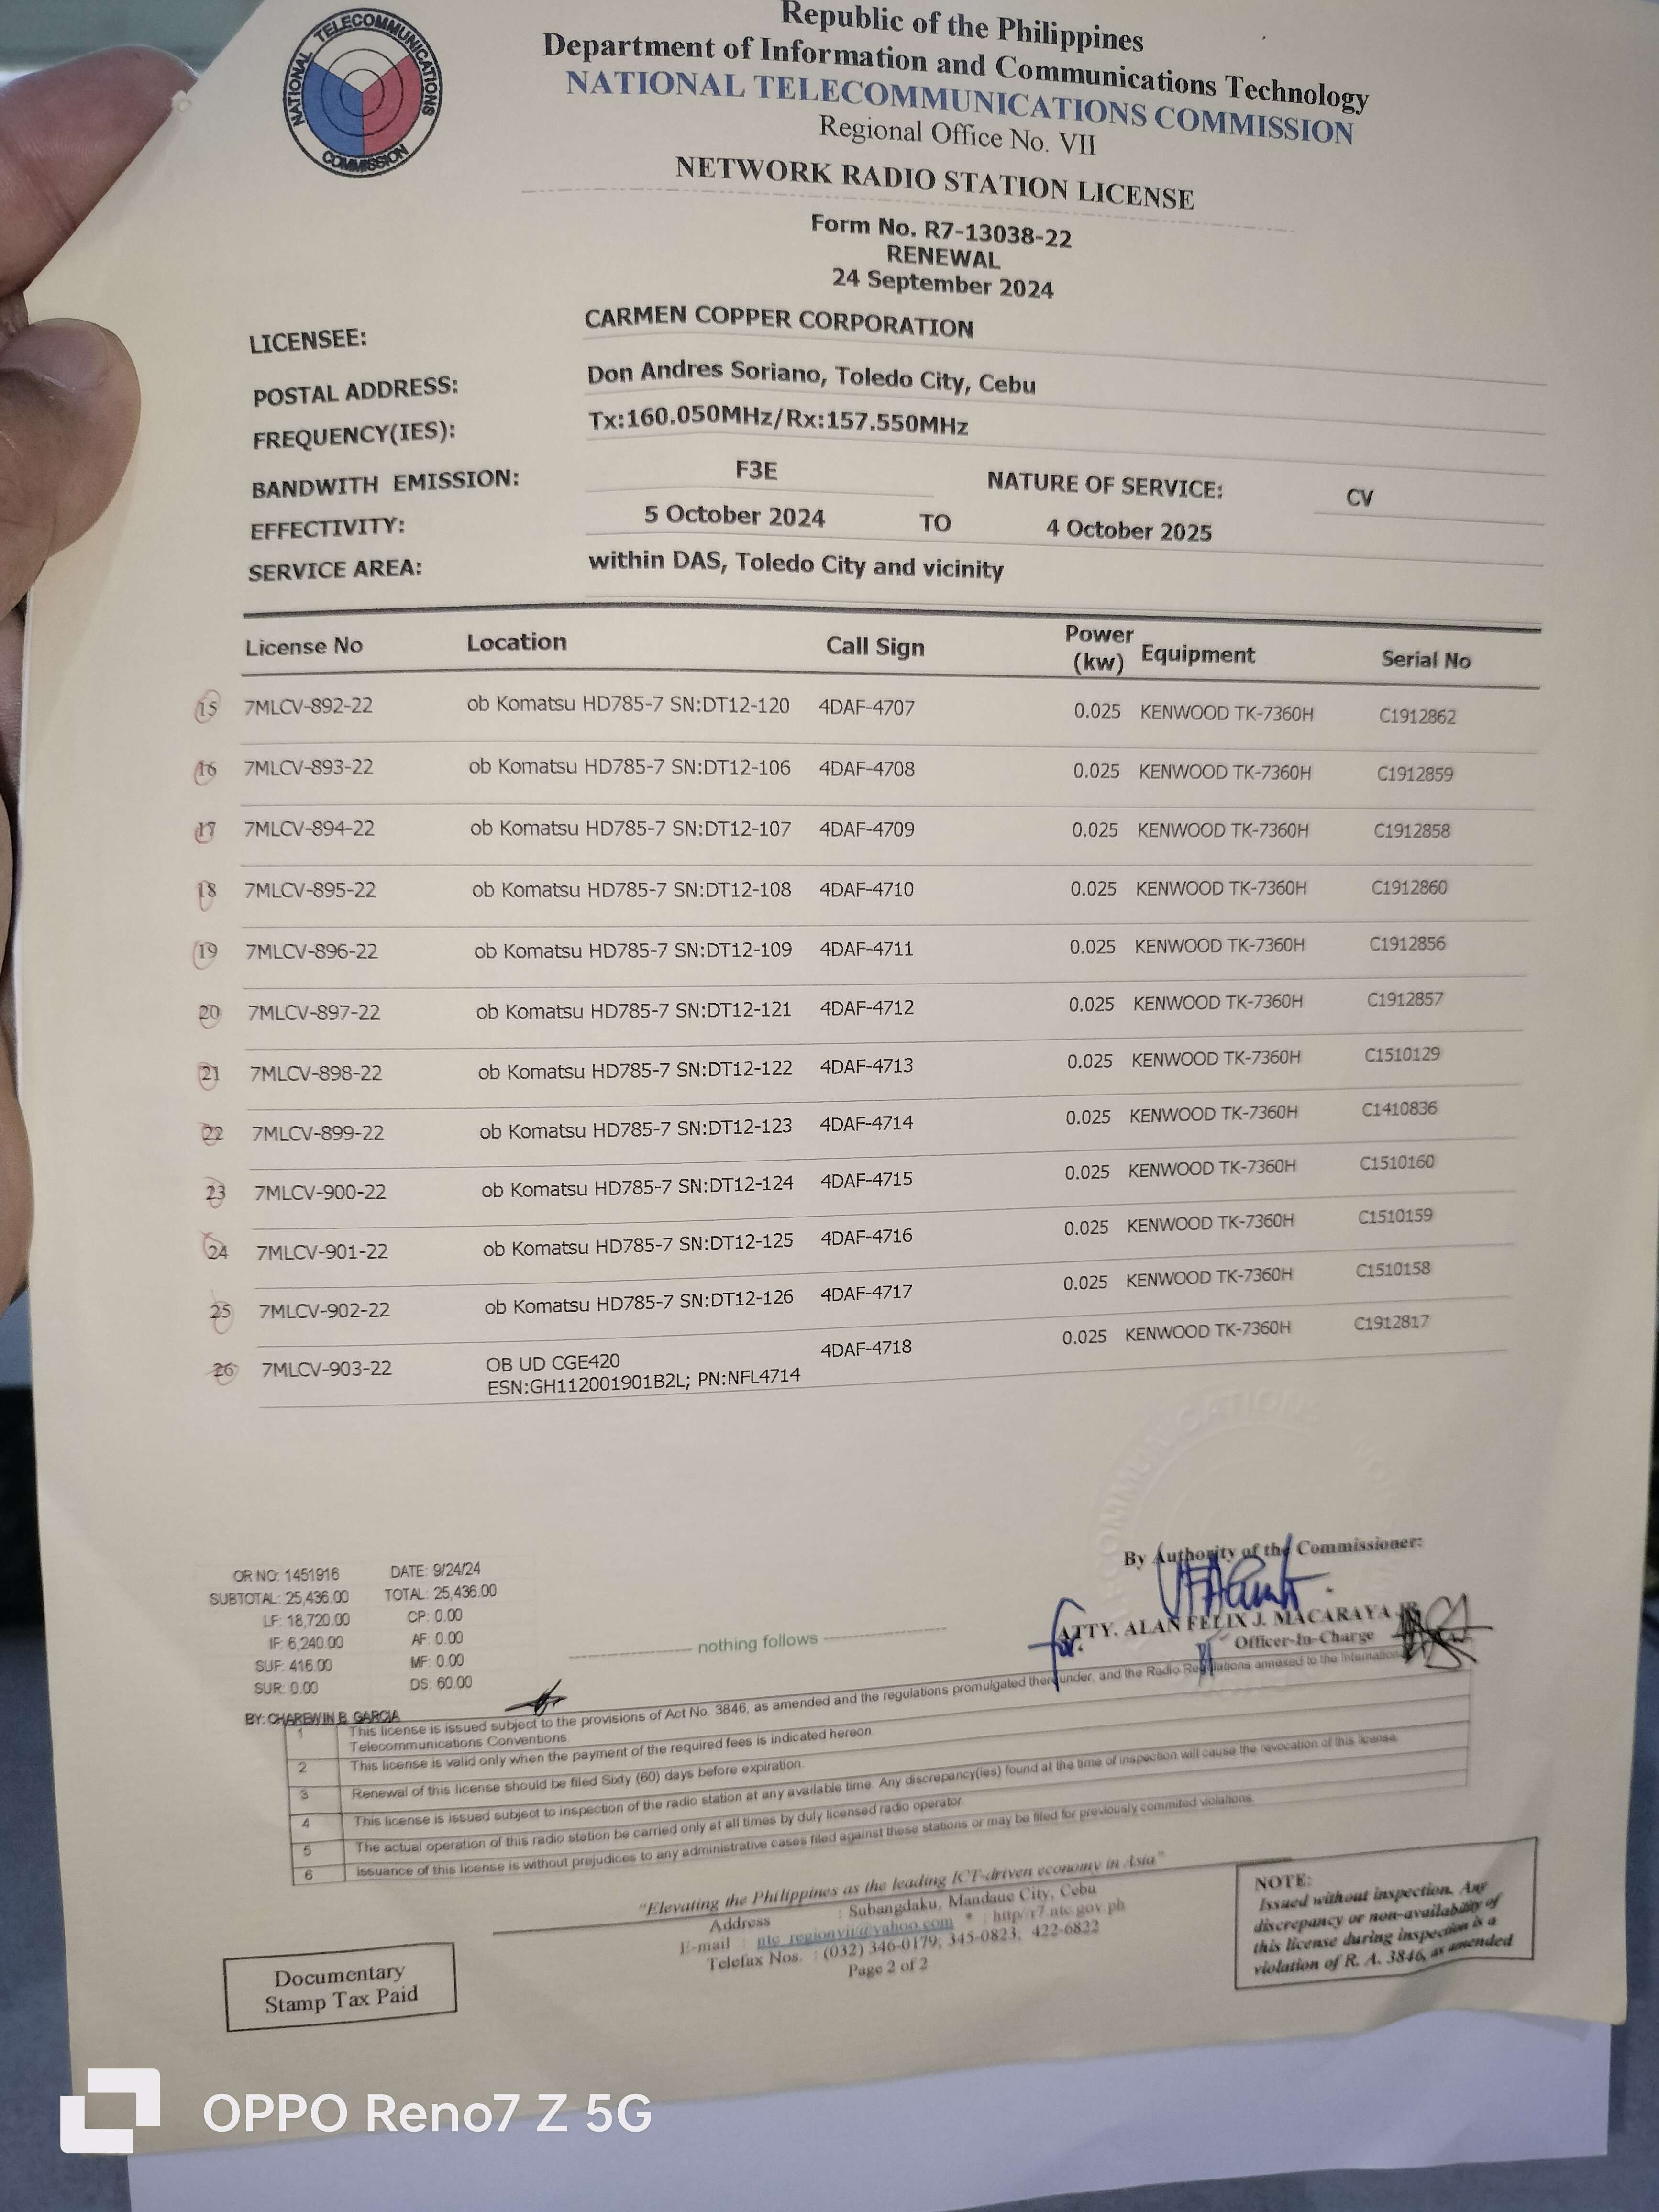 NATIONAL TELECOMMUNICATIONS COMMISSION
Republic of the Philippines
Department of Information and Communications Technology
NATIONAL TELECOMMUNICATIONS COMMISSION
Regional Office No. VII
NETWORK RADIO STATION LICENSE
Form No. R7-13038-22
RENEWAL
24 September 2024
LICENSEE: CARMEN COPPER CORPORATION
POSTAL ADDRESS: Don Andres Soriano, Toledo City, Cebu
FREQUENCY(IES): Tx:160.050MHz/Rx:157.550MHz
BANDWITH EMISSION: F3E NATURE OF SERVICE: CV
EFFECTIVITY: 5 October 2024 TO 4 October 2025
SERVICE AREA: within DAS, Toledo City and vicinity
License No Location Call Sign Power (kw) Equipment Serial No
15 7MLCV-892-22 ob Komatsu HD785-7 SN:DT12-120 4DAF-4707 0.025 KENWOOD TK-7360H C1912862
16 7MLCV-893-22 ob Komatsu HD785-7 SN:DT12-106 4DAF-4708 0.025 KENWOOD TK-7360H C1912859
17 7MLCV-894-22 ob Komatsu HD785-7 SN:DT12-107 4DAF-4709 0.025 KENWOOD TK-7360H C1912858
18 7MLCV-895-22 ob Komatsu HD785-7 SN:DT12-108 4DAF-4710 0.025 KENWOOD TK-7360H C1912860
19 7MLCV-896-22 ob Komatsu HD785-7 SN:DT12-109 4DAF-4711 0.025 KENWOOD TK-7360H C1912856
20 7MLCV-897-22 ob Komatsu HD785-7 SN:DT12-121 4DAF-4712 0.025 KENWOOD TK-7360H C1912857
21 7MLCV-898-22 ob Komatsu HD785-7 SN:DT12-122 4DAF-4713 0.025 KENWOOD TK-7360H C1510129
22 7MLCV-899-22 ob Komatsu HD785-7 SN:DT12-123 4DAF-4714 0.025 KENWOOD TK-7360H C1410836
23 7MLCV-900-22 ob Komatsu HD785-7 SN:DT12-124 4DAF-4715 0.025 KENWOOD TK-7360H C1510160
24 7MLCV-901-22 ob Komatsu HD785-7 SN:DT12-125 4DAF-4716 0.025 KENWOOD TK-7360H C1510159
25 7MLCV-902-22 ob Komatsu HD785-7 SN:DT12-126 4DAF-4717 0.025 KENWOOD TK-7360H C1510158
26 7MLCV-903-22 OB UD CGE420 4DAF-4718 0.025 KENWOOD TK-7360H C1912817
ESN:GH112001901B2L; PN:NFL4714
OR NO: 1451916 DATE: 9/24/24
SUBTOTAL: 25,436.00 TOTAL: 25,436.00
LF: 18,720.00 CP: 0.00
IF: 6,240.00 AF: 0.00
SUF: 416.00 MF: 0.00
SUR: 0.00 DS: 60.00
BY: CHAREWIN B. GARCIA
nothing follows
By Authority of the Commissioner:
for: ATTY. ALAN FELIX J. MACARAYA JR
Officer-In-Charge
1 This license is issued subject to the provisions of Act No. 3846, as amended and the regulations promulgated thereunder, and the Radio Regulations annexed to the International
Telecommunications Conventions.
2 This license is valid only when the payment of the required fees is indicated hereon.
3 Renewal of this license should be filed Sixty (60) days before expiration.
4 This license is issued subject to inspection of the radio station at any available time. Any discrepancy(ies) found at the time of inspection will cause the revocation of this license.
5 The actual operation of this radio station be carried only at all times by duly licensed radio operator.
6 Issuance of this license is without prejudices to any administrative cases filed against these stations or may be filed for previously commited violations.
"Elevating the Philippines as the leading ICT-driven economy in Asia"
Address : Subangdaku, Mandaue City, Cebu
E-mail : ntc_regionvii@yahoo.com * : http//r7.ntc.gov.ph
Telefax Nos. : (032) 346-0179; 345-0823; 422-6822
Page 2 of 2
NOTE:
Issued without inspection. Any
discrepancy or non-availability of
this license during inspection is a
violation of R. A. 3846, as amended
Documentary
Stamp Tax Paid
OPPO Reno7 Z 5G